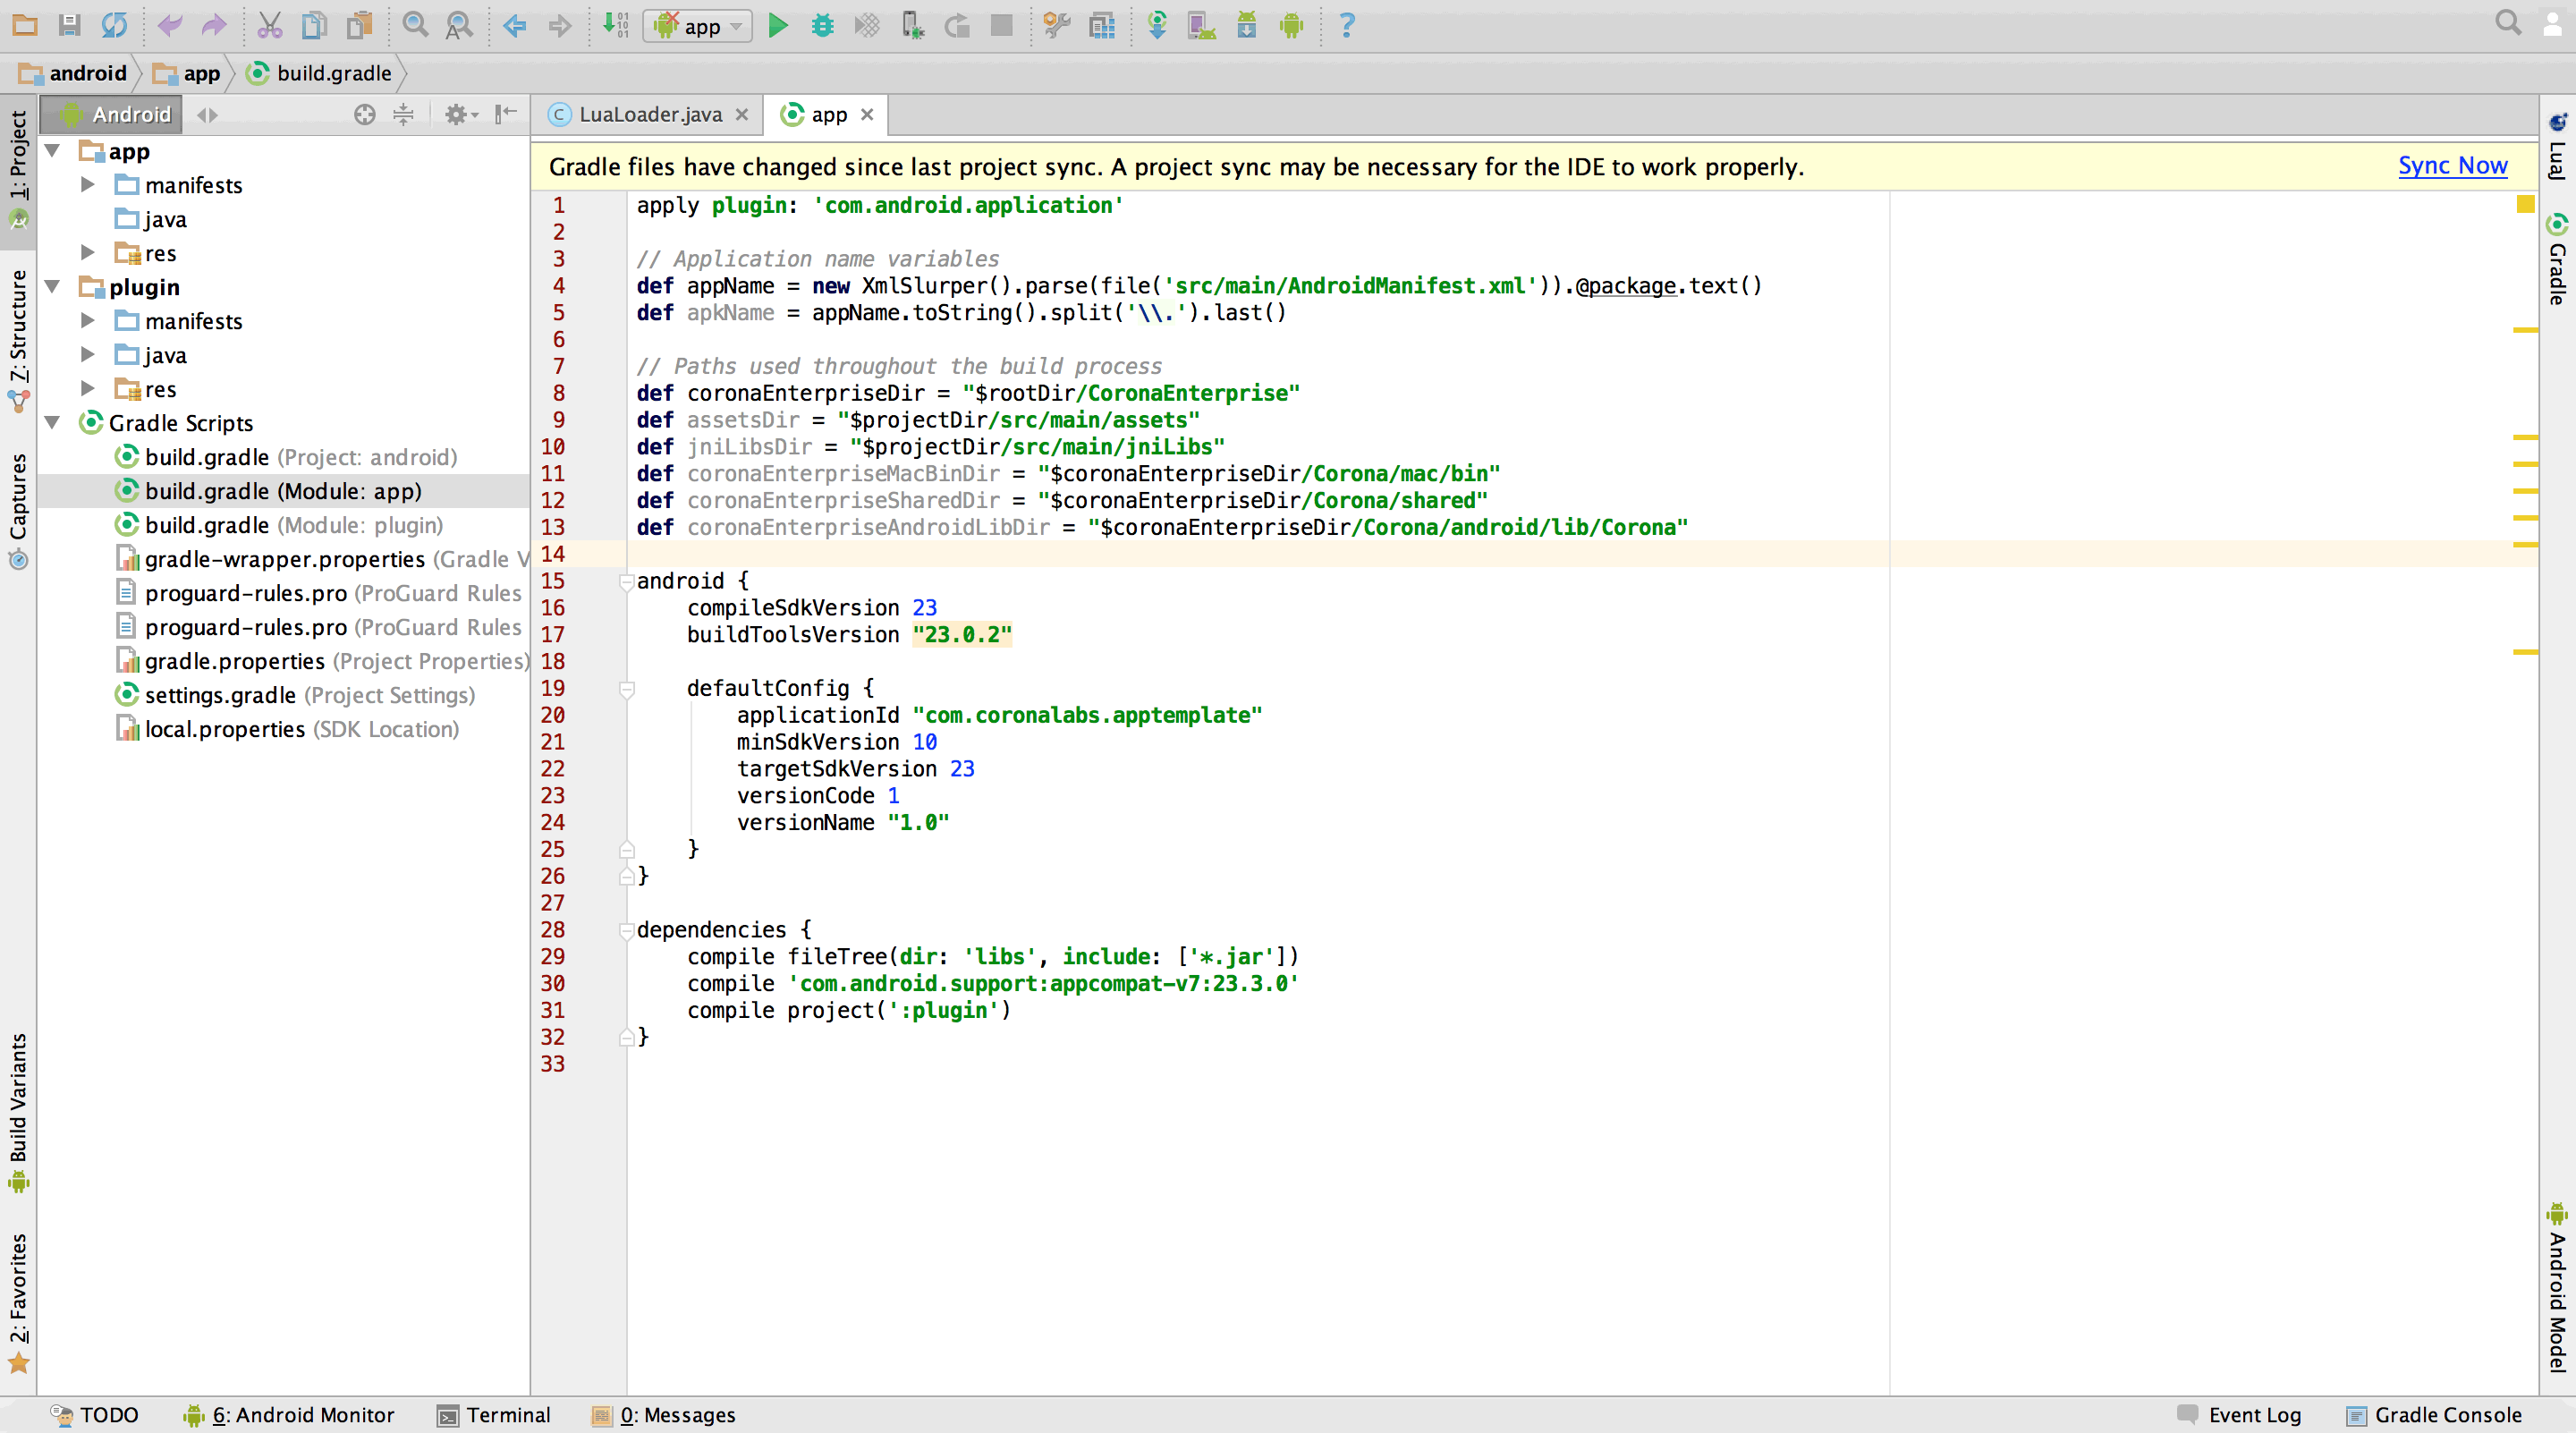 app
android
app
build.gradle
Android
LuaLoader.java
app
1: Project
7: Structure
Captures
Build Variants
2: Favorites
app
manifests
java
res
plugin
manifests
java
res
Gradle Scripts
build.gradle (Project: android)
build.gradle (Module: app)
build.gradle (Module: plugin)
gradle-wrapper.properties (Gradle V
proguard-rules.pro (ProGuard Rules
proguard-rules.pro (ProGuard Rules
gradle.properties (Project Properties)
settings.gradle (Project Settings)
local.properties (SDK Location)
Gradle files have changed since last project sync. A project sync may be necessary for the IDE to work properly.
Sync Now
1 apply plugin: 'com.android.application'
2
3 // Application name variables
4 def appName = new XmlSlurper().parse(file('src/main/AndroidManifest.xml')).@package.text()
5 def apkName = appName.toString().split('\\.').last()
6
7 // Paths used throughout the build process
8 def coronaEnterpriseDir = "$rootDir/CoronaEnterprise"
9 def assetsDir = "$projectDir/src/main/assets"
10 def jniLibsDir = "$projectDir/src/main/jniLibs"
11 def coronaEnterpriseMacBinDir = "$coronaEnterpriseDir/Corona/mac/bin"
12 def coronaEnterpriseSharedDir = "$coronaEnterpriseDir/Corona/shared"
13 def coronaEnterpriseAndroidLibDir = "$coronaEnterpriseDir/Corona/android/lib/Corona"
14
15 android {
16 compileSdkVersion 23
17 buildToolsVersion "23.0.2"
18
19 defaultConfig {
20 applicationId "com.coronalabs.apptemplate"
21 minSdkVersion 10
22 targetSdkVersion 23
23 versionCode 1
24 versionName "1.0"
25 }
26 }
27
28 dependencies {
29 compile fileTree(dir: 'libs', include: ['*.jar'])
30 compile 'com.android.support:appcompat-v7:23.3.0'
31 compile project(':plugin')
32 }
33
LuaJ
Gradle
Android Model
TODO
6: Android Monitor
Terminal
0: Messages
Event Log
Gradle Console